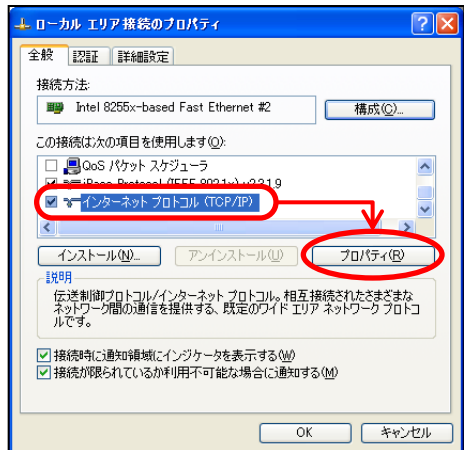 ローカル エリア接続のプロパティ
全般
認証
詳細設定
接続方法:
Intel 8255x-based Fast Ethernet #2
構成(C)...
この接続は次の項目を使用します(O):
QoS パケット スケジューラ
(IEEE 802.1x) v2.3.1.9
インターネット プロトコル (TCP/IP)
インストール(N)...
アンインストール(U)
プロパティ(R)
説明
伝送制御プロトコル/インターネット プロトコル。相互接続されたさまざまな
ネットワーク間の通信を提供する、既定のワイド エリア ネットワーク プロトコ
ルです。
接続時に通知領域にインジケータを表示する(W)
接続が限られているか利用不可能な場合に通知する(M)
OK
キャンセル